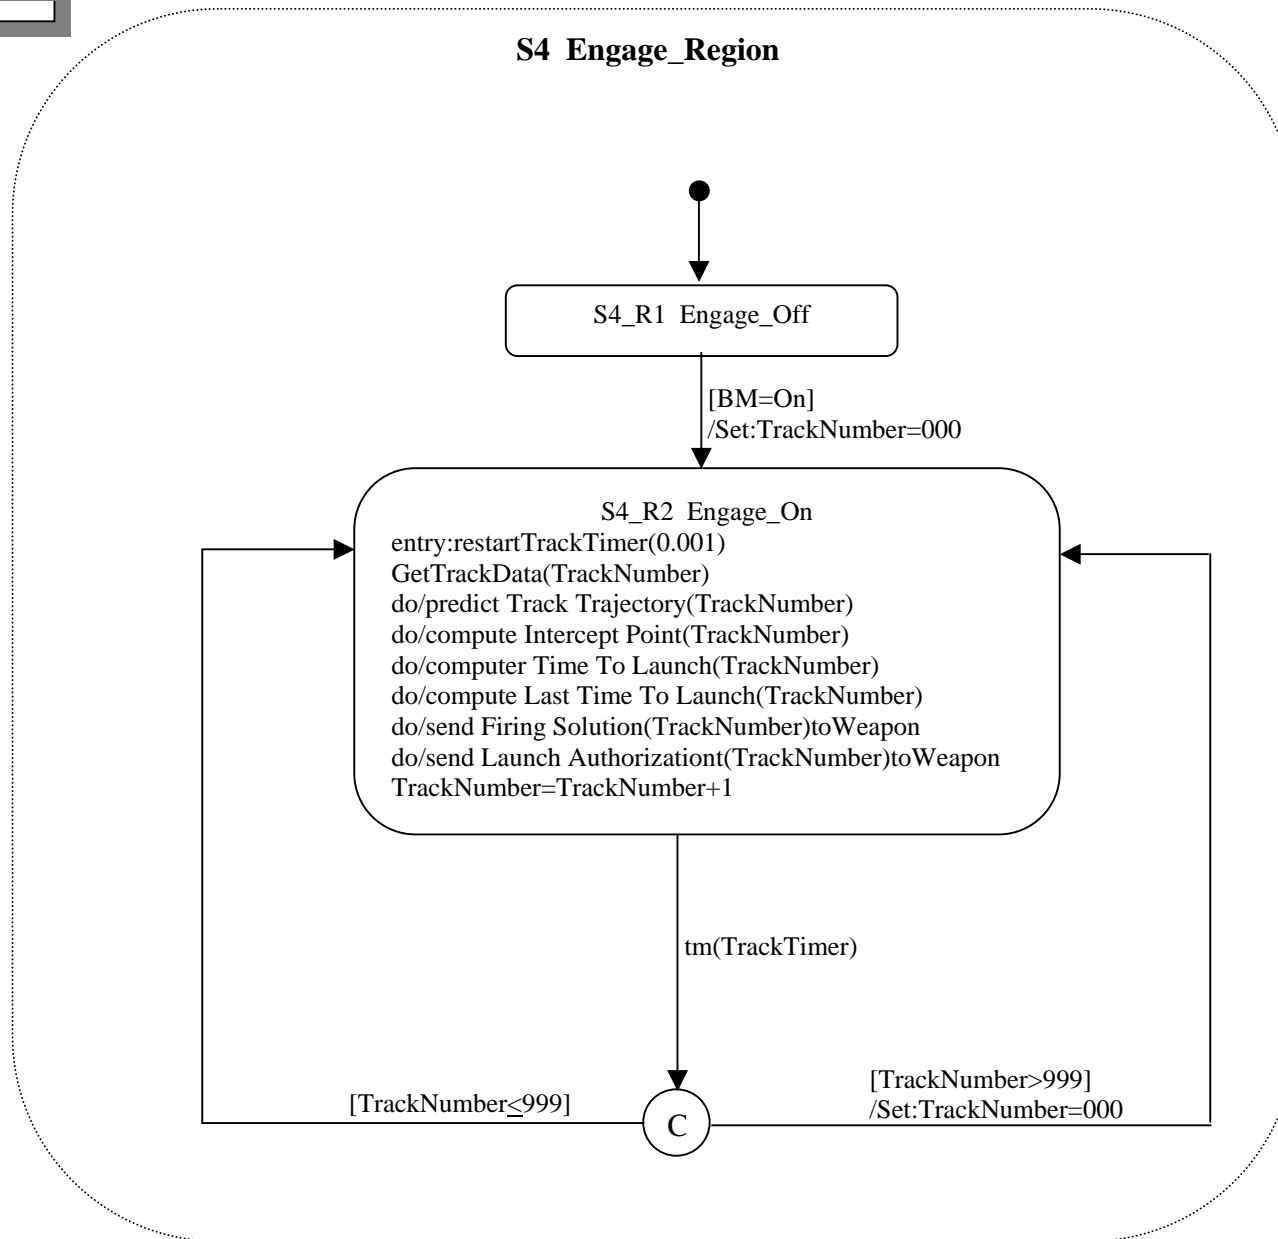 S4 Engage_Region
S4_R1 Engage_Off
[BM=On]
/Set:TrackNumber=000
S4_R2 Engage_On
entry:restartTrackTimer(0.001)
GetTrackData(TrackNumber)
do/predict Track Trajectory(TrackNumber)
do/compute Intercept Point(TrackNumber)
do/computer Time To Launch(TrackNumber)
do/compute Last Time To Launch(TrackNumber)
do/send Firing Solution(TrackNumber)toWeapon
do/send Launch Authorizationt(TrackNumber)toWeapon
TrackNumber=TrackNumber+1
tm(TrackTimer)
[TrackNumber≤999]
C
[TrackNumber>999]
/Set:TrackNumber=000